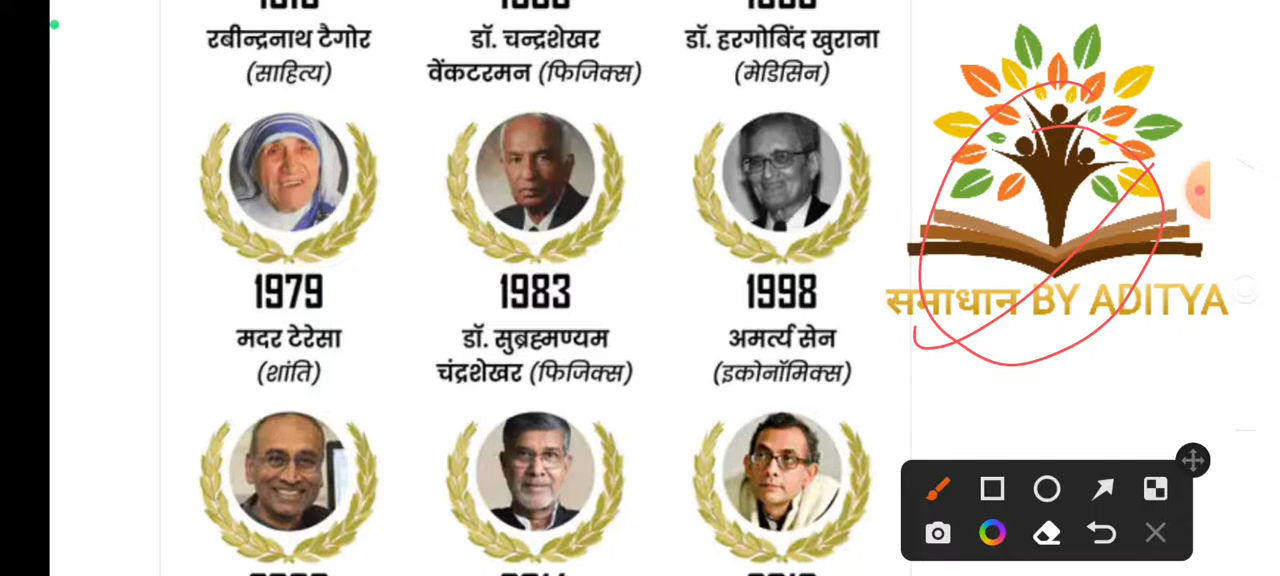 रबीन्द्रनाथ टैगोर
(साहित्य)
डॉ. चन्द्रशेखर
वेंकटरमन (फिजिक्स)
डॉ. हरगोबिंद खुराना
(मेडिसिन)
1979
मदर टेरेसा
(शांति)
1983
डॉ. सुब्रह्मण्यम
चंद्रशेखर (फिजिक्स)
1998
अमर्त्य सेन
(इकोनॉमिक्स)
समाधान BY ADITYA